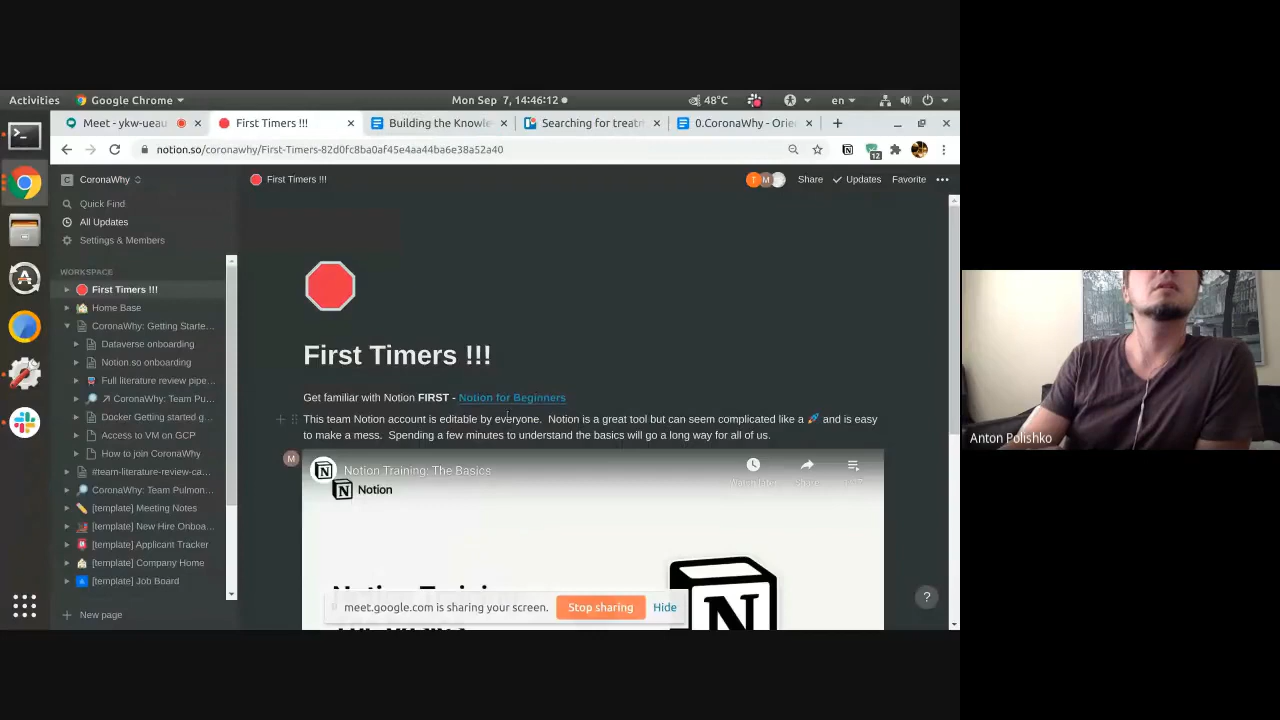 Activities
Google Chrome
Mon Sep 7, 14:46:12
48°C
en
Meet - ykw-ueau
First Timers !!!
Building the Knowle
Searching for treatm
0.CoronaWhy - Orie
notion.so/coronawhy/First-Timers-82d0fc8ba0af45e4aa44ba6e38a52a40
12
C CoronaWhy
First Timers !!!
T M
Share
Updates
Favorite
Quick Find
All Updates
Settings & Members
WORKSPACE
First Timers !!!
Home Base
CoronaWhy: Getting Starte...
Dataverse onboarding
Notion.so onboarding
Full literature review pipe...
CoronaWhy: Team Pu...
Docker Getting started g...
Access to VM on GCP
How to join CoronaWhy
#team-literature-review-ca...
CoronaWhy: Team Pulmon...
[template] Meeting Notes
[template] New Hire Onboa...
[template] Applicant Tracker
[template] Company Home
[template] Job Board
New page
First Timers !!!
Get familiar with Notion FIRST - Notion for Beginners
This team Notion account is editable by everyone. Notion is a great tool but can seem complicated like a 🚀 and is easy
to make a mess. Spending a few minutes to understand the basics will go a long way for all of us.
M
Notion Training: The Basics
Watch later
Share
Notion
meet.google.com is sharing your screen.
Stop sharing
Hide
?
Anton Polishko